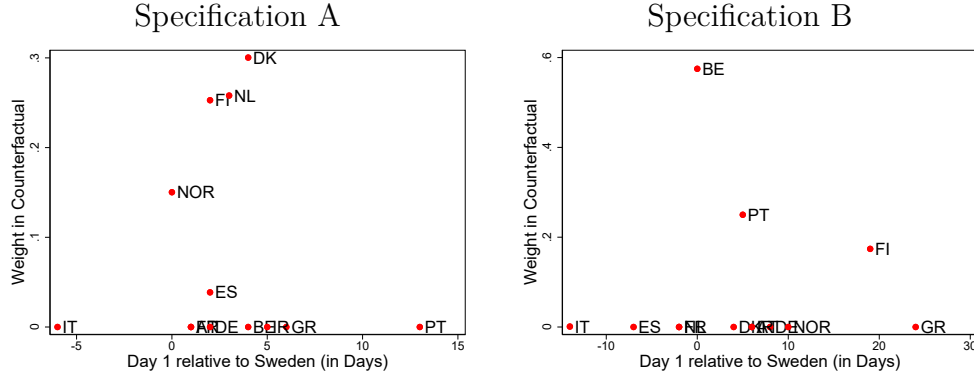 Specification A
Weight in Counterfactual
.3
.2
.1
0
DK
NL
FI
NOR
ES
IT
DE
GR
PT
-5
0
5
10
15
Day 1 relative to Sweden (in Days)
Specification B
Weight in Counterfactual
.6
.4
.2
0
BE
PT
FI
IT
ES
DE
NOR
GR
-10
0
10
20
30
Day 1 relative to Sweden (in Days)